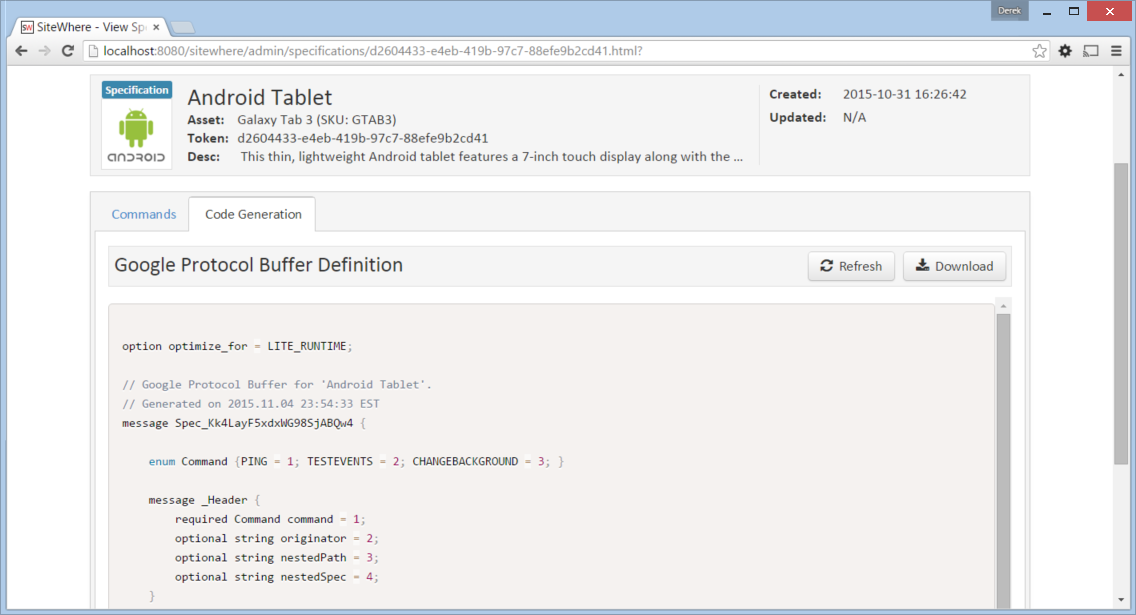 Derek
SW SiteWhere - View Spe
localhost:8080/sitewhere/admin/specifications/d2604433-e4eb-419b-97c7-88efe9b2cd41.html?
Specification
ANDROID
Android Tablet
Asset: Galaxy Tab 3 (SKU: GTAB3)
Token: d2604433-e4eb-419b-97c7-88efe9b2cd41
Desc: This thin, lightweight Android tablet features a 7-inch touch display along with the ...
Created: 2015-10-31 16:26:42
Updated: N/A
Commands
Code Generation
Google Protocol Buffer Definition
Refresh
Download
option optimize_for = LITE_RUNTIME;
// Google Protocol Buffer for 'Android Tablet'.
// Generated on 2015.11.04 23:54:33 EST
message Spec_Kk4LayF5xdxWG98SjABQw4 {
enum Command {PING = 1; TESTEVENTS = 2; CHANGEBACKGROUND = 3; }
message _Header {
required Command command = 1;
optional string originator = 2;
optional string nestedPath = 3;
optional string nestedSpec = 4;
}